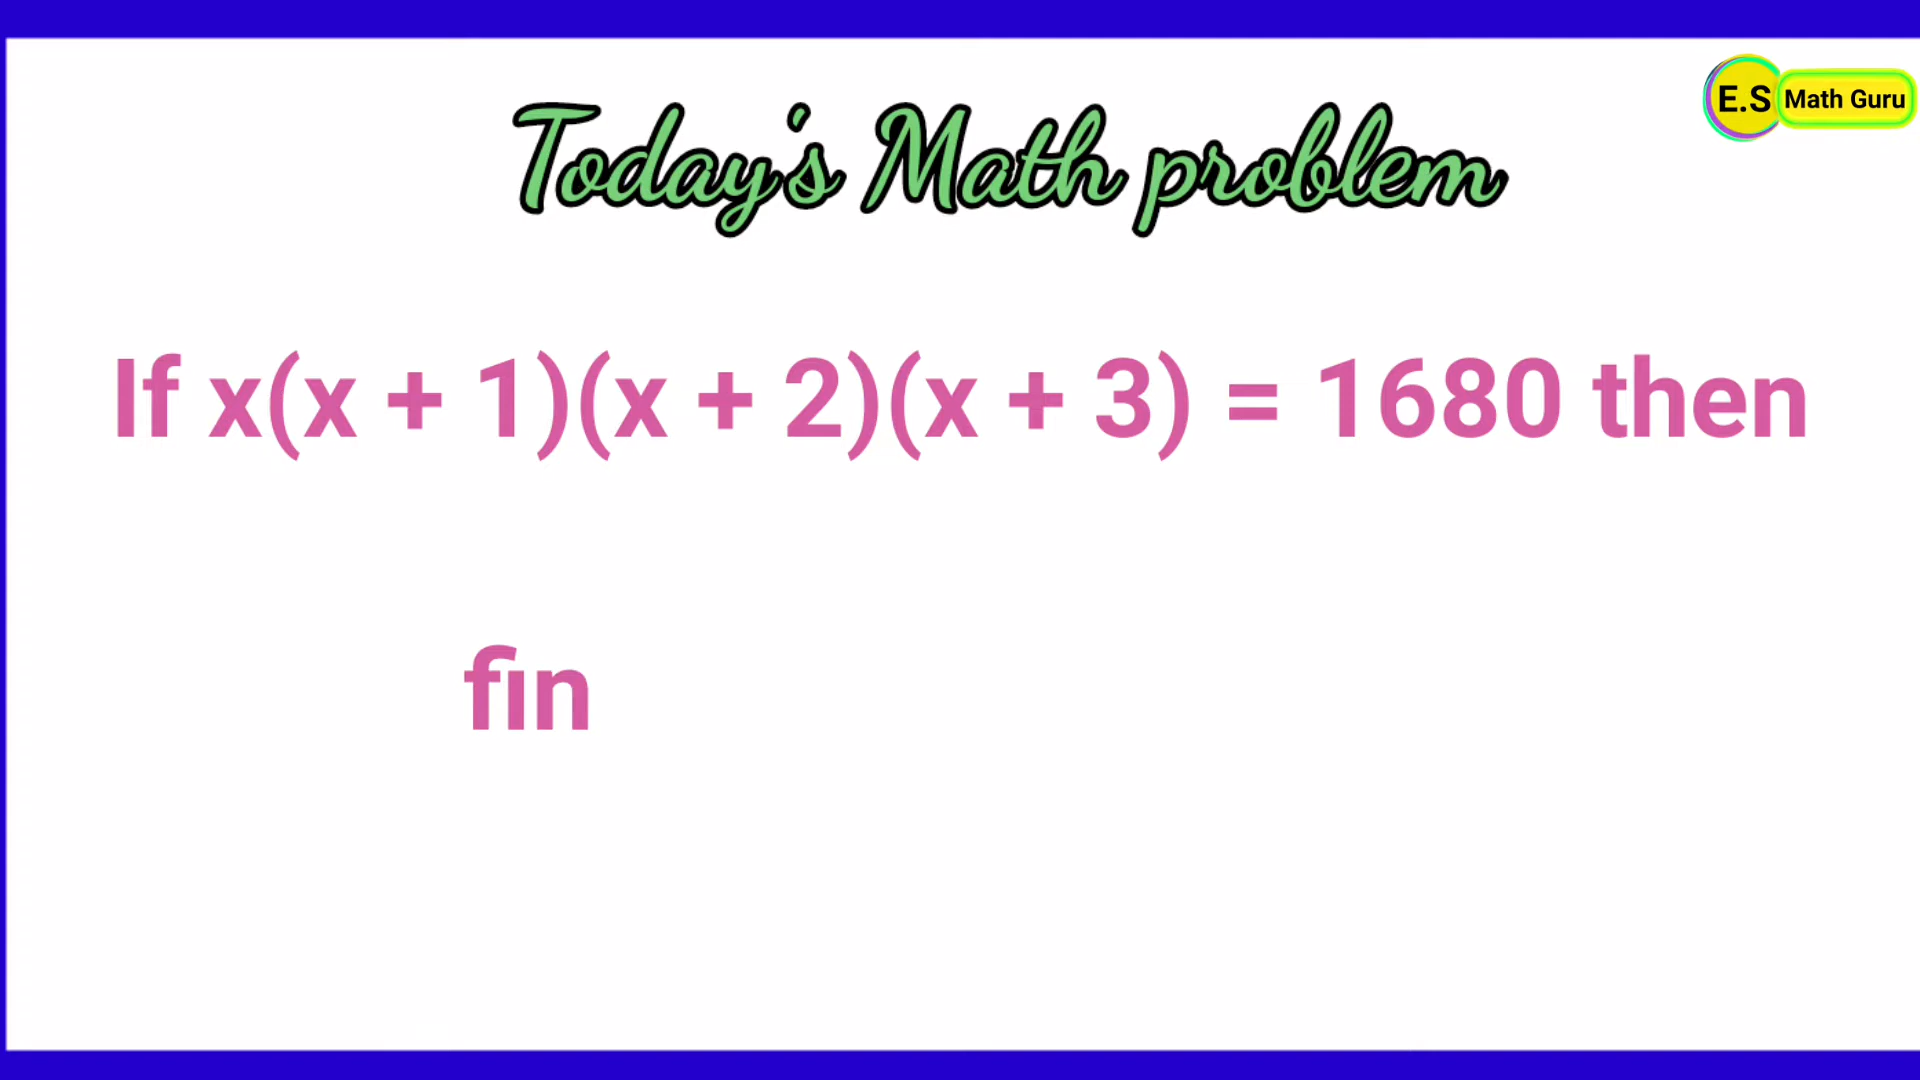 E.S Math Guru
Today's Math problem
If x(x + 1)(x + 2)(x + 3) = 1680 then
fin